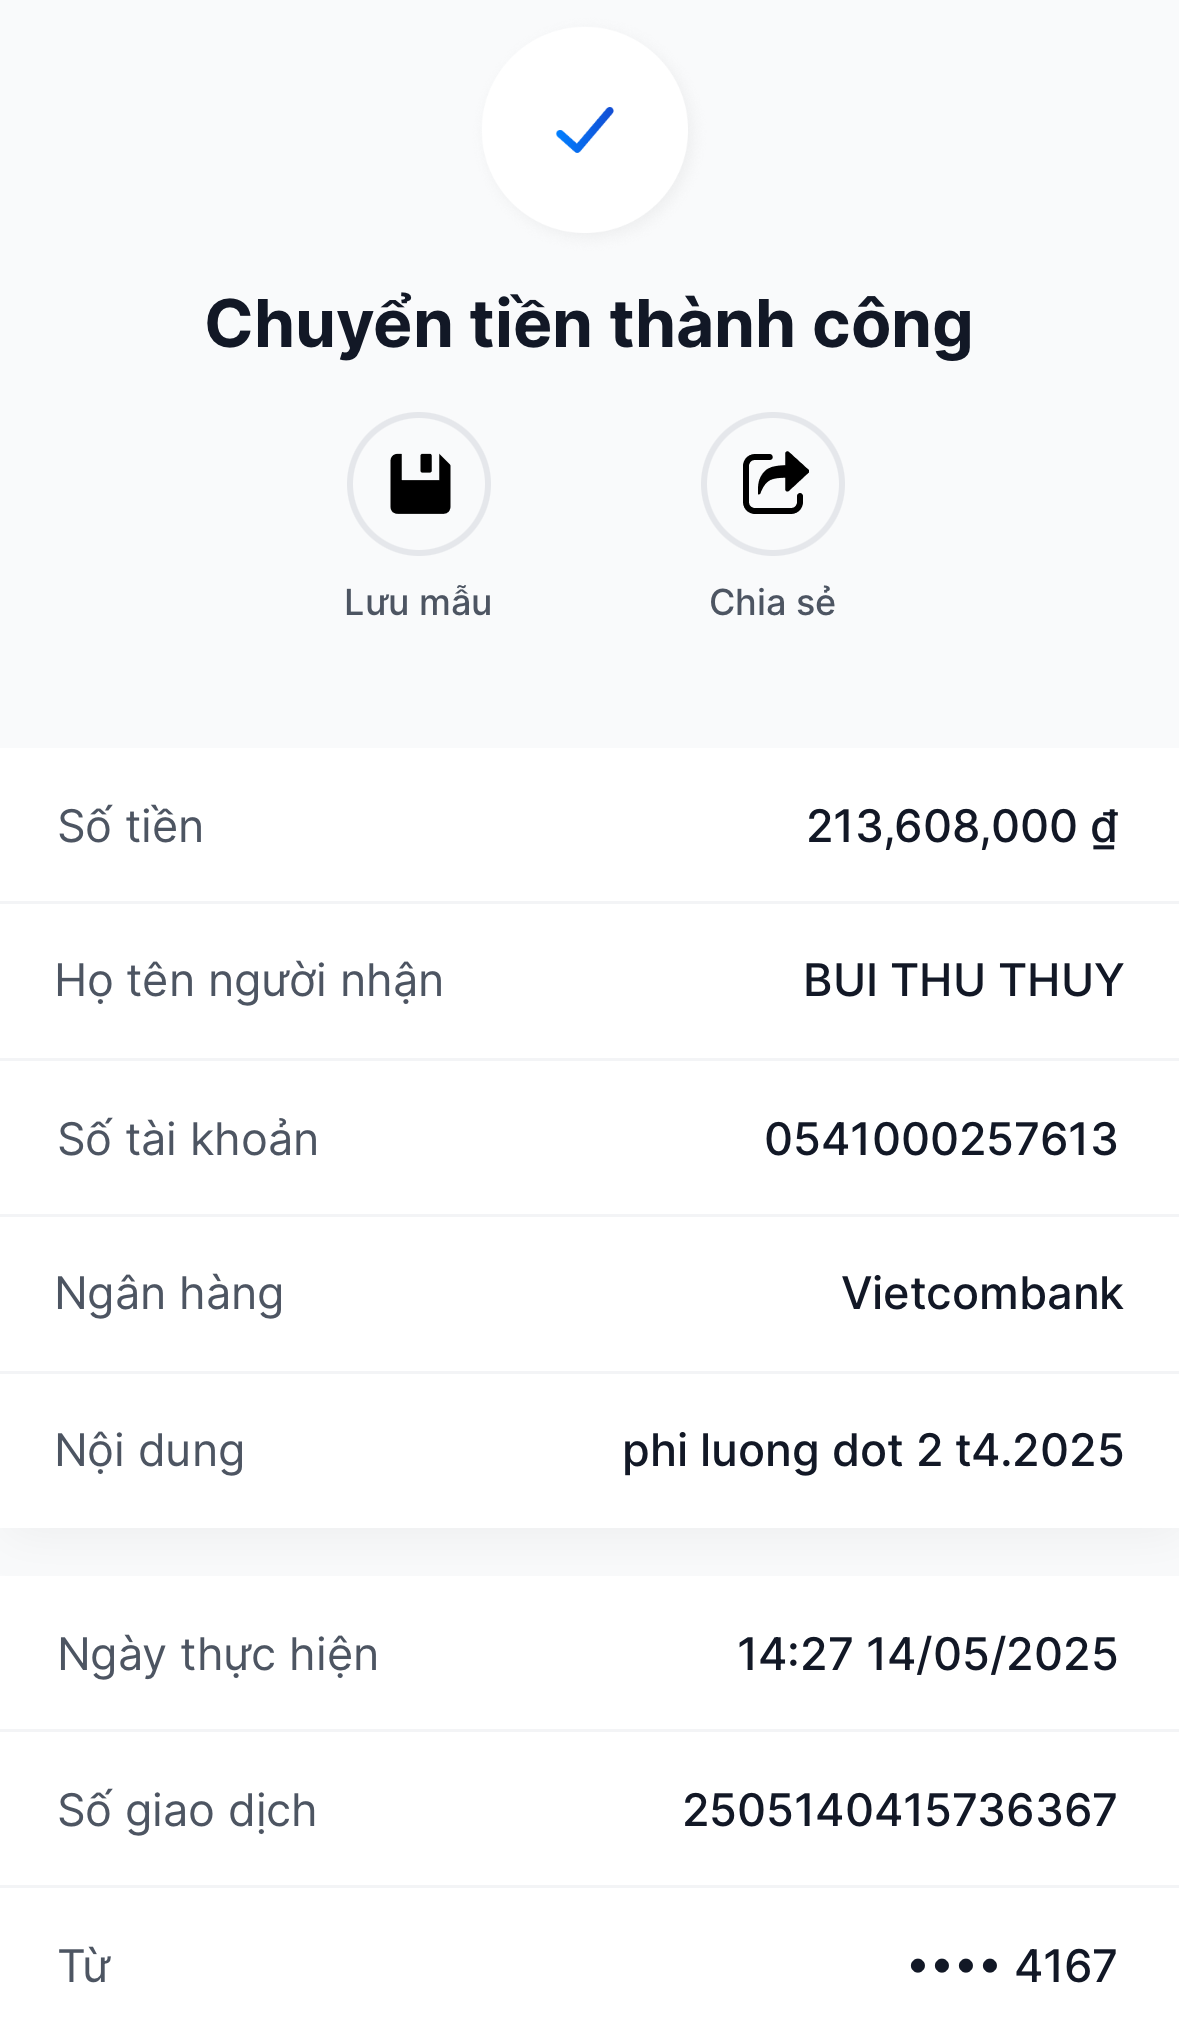 Chuyển tiền thành công
Lưu mẫu
Chia sẻ
Số tiền 213,608,000 ₫
Họ tên người nhận BUI THU THUY
Số tài khoản 0541000257613
Ngân hàng Vietcombank
Nội dung phi luong dot 2 t4.2025
Ngày thực hiện 14:27 14/05/2025
Số giao dịch 2505140415736367
Từ •••• 4167